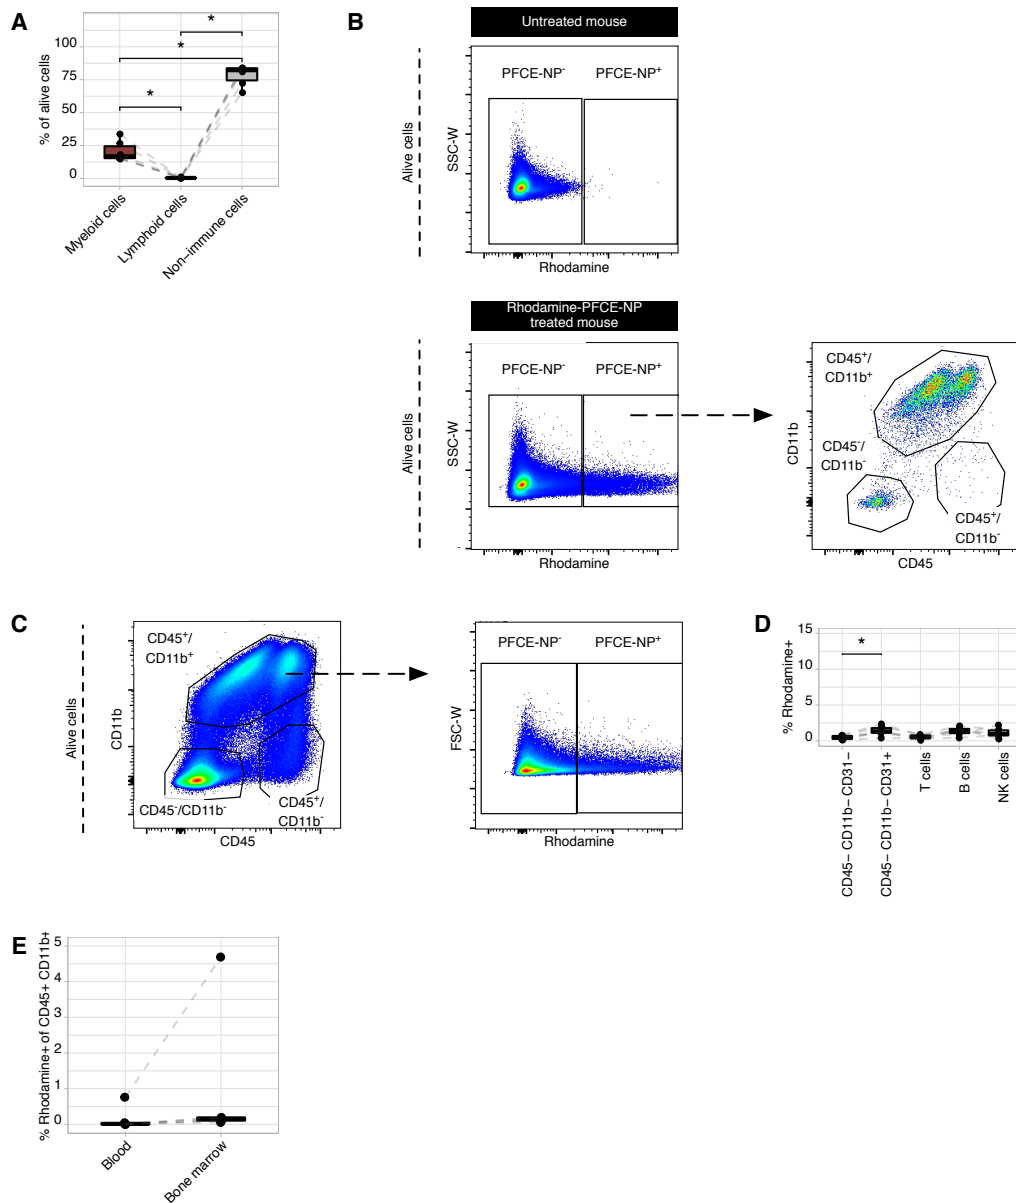 A
% of alive cells
100
75
50
25
0
*
*
*
Myeloid cells
Lymphoid cells
Non−immune cells
B
Untreated mouse
Alive cells
SSC-W
PFCE-NP⁻
PFCE-NP⁺
Rhodamine
Rhodamine-PFCE-NP
treated mouse
Alive cells
SSC-W
PFCE-NP⁻
PFCE-NP⁺
Rhodamine
CD11b
CD45⁺/
CD11b⁺
CD45⁻/
CD11b⁻
CD45⁺/
CD11b⁻
CD45
C
Alive cells
CD11b
CD45⁺/
CD11b⁺
CD45⁻/CD11b⁻
CD45⁺/
CD11b⁻
CD45
FSC-W
PFCE-NP⁻
PFCE-NP⁺
Rhodamine
D
% Rhodamine+
15
10
5
0
*
CD45− CD11b− CD31−
CD45− CD11b− CD31+
T cells
B cells
NK cells
E
% Rhodamine+ of CD45+ CD11b+
5
4
3
2
1
0
Blood
Bone marrow